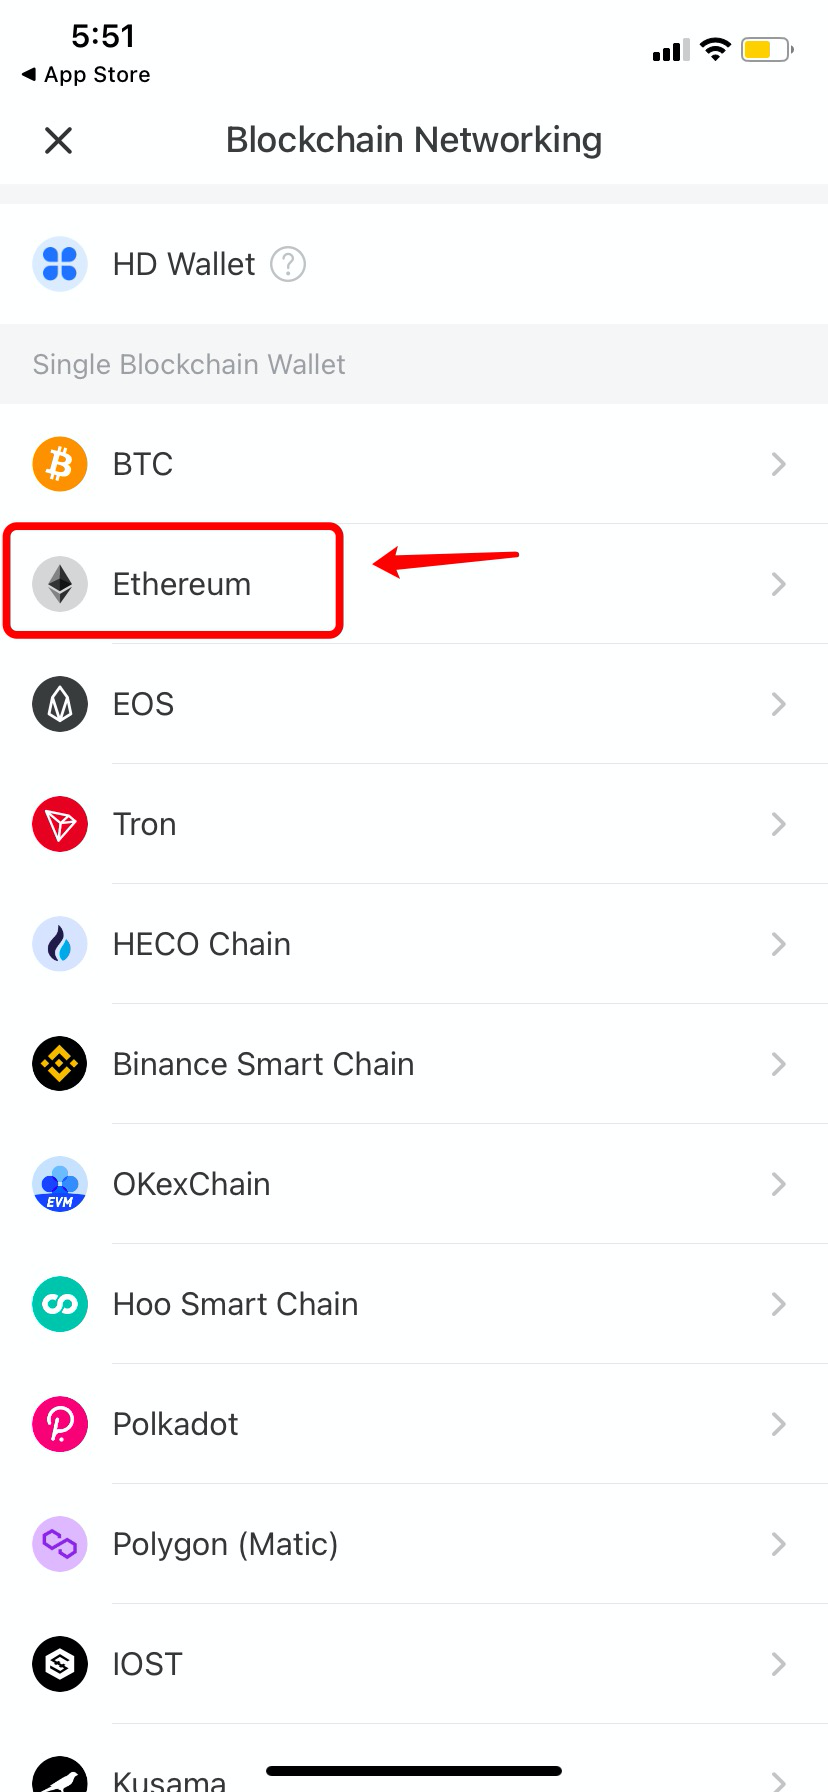 5:51
App Store
Blockchain Networking
HD Wallet ?
Single Blockchain Wallet
BTC
Ethereum
EOS
Tron
HECO Chain
Binance Smart Chain
EVM
OKexChain
Hoo Smart Chain
Polkadot
Polygon (Matic)
IOST
Kusama